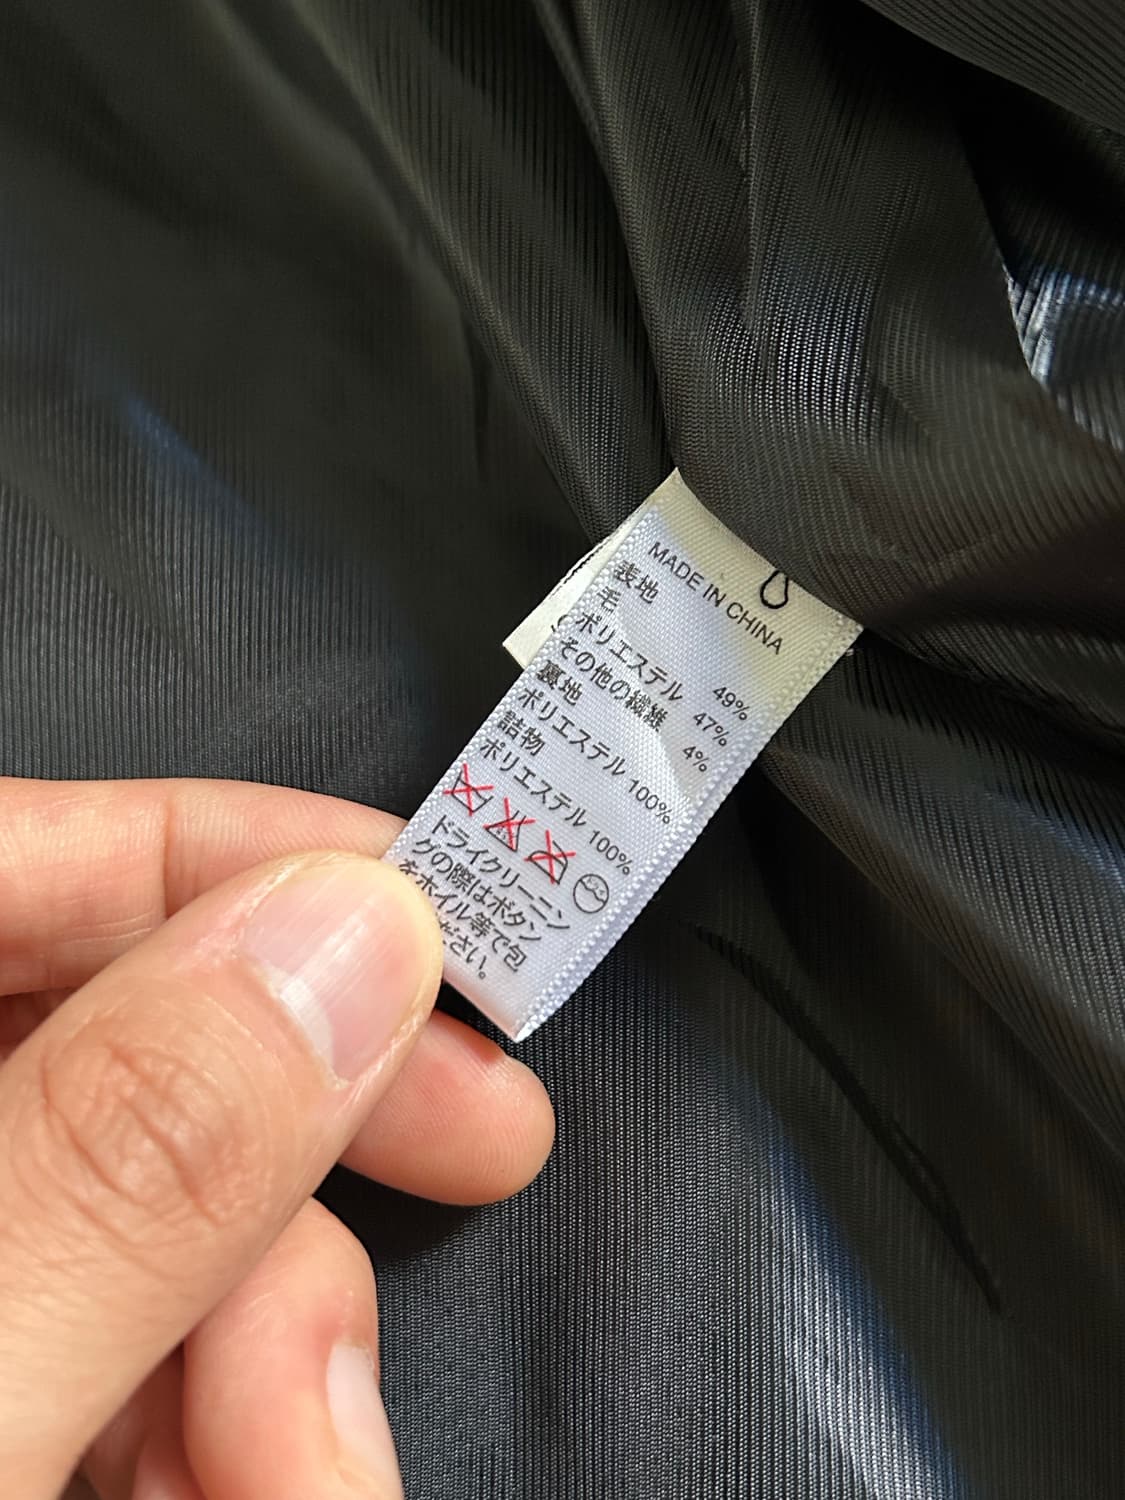 MADE IN CHINA
表地
毛 49%
ポリエステル 47%
その他の繊維 4%
裏地
ポリエステル 100%
詰物
ポリエステル 100%
ドライクリーニン
グの際はボタン
をホイル等で包
ださい。